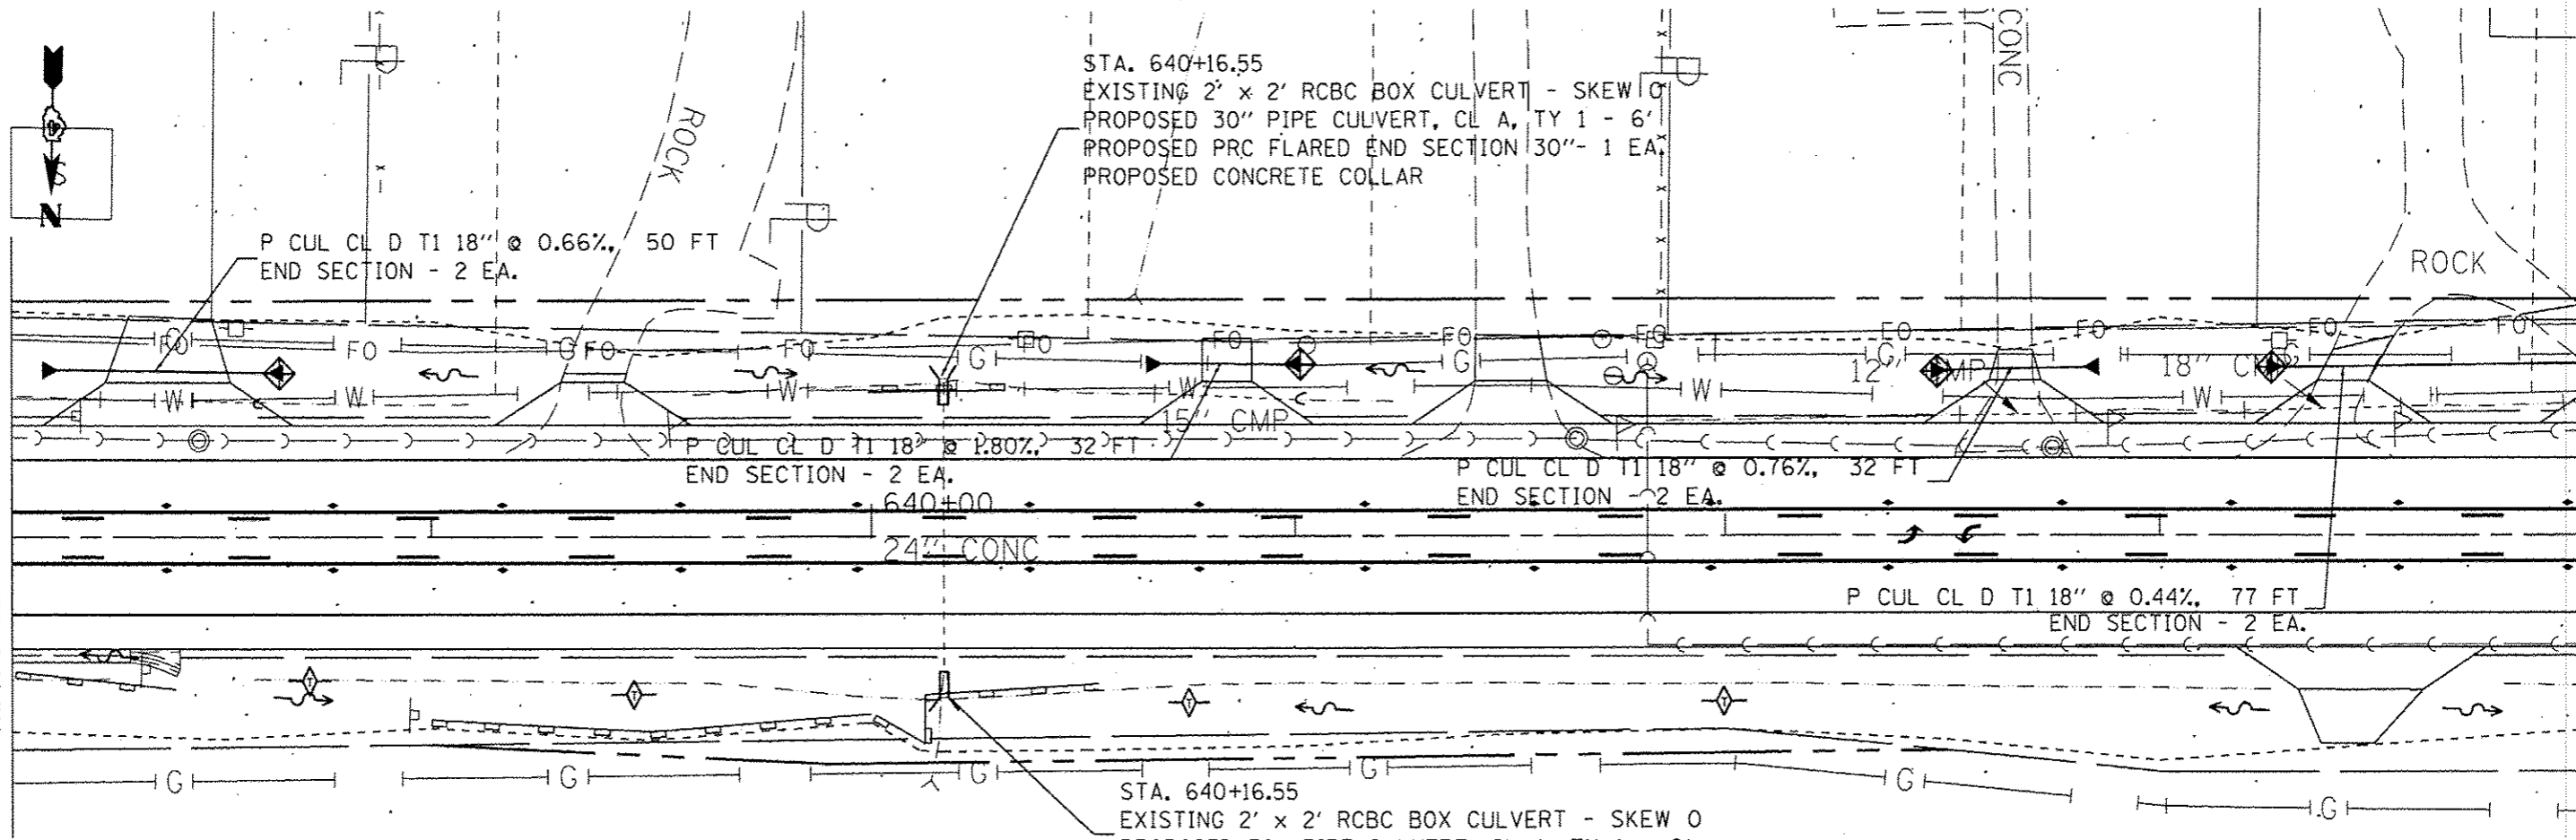 CONC
STA. 640+16.55
EXISTING 2' x 2' RCBC BOX CULVERT - SKEW 0
PROPOSED 30" PIPE CULVERT, CL A, TY 1 - 6'
PROPOSED PRC FLARED END SECTION 30"- 1 EA.
PROPOSED CONCRETE COLLAR
ROCK
S
N
P CUL CL D T1 18" @ 0.66%, 50 FT
END SECTION - 2 EA.
ROCK
FO FO G FO FO G FO FO G FO G FO FO G FO FO
12" CMP 18" CMP
W W W W W W
15" CMP
P CUL CL D T1 18" @ 1.80%, 32 FT
END SECTION - 2 EA.
P CUL CL D T1 18" @ 0.76%, 32 FT
END SECTION - 2 EA.
640+00
24" CONC
P CUL CL D T1 18" @ 0.44%, 77 FT
END SECTION - 2 EA.
T T T T
G G G G G G
STA. 640+16.55
EXISTING 2' x 2' RCBC BOX CULVERT - SKEW 0